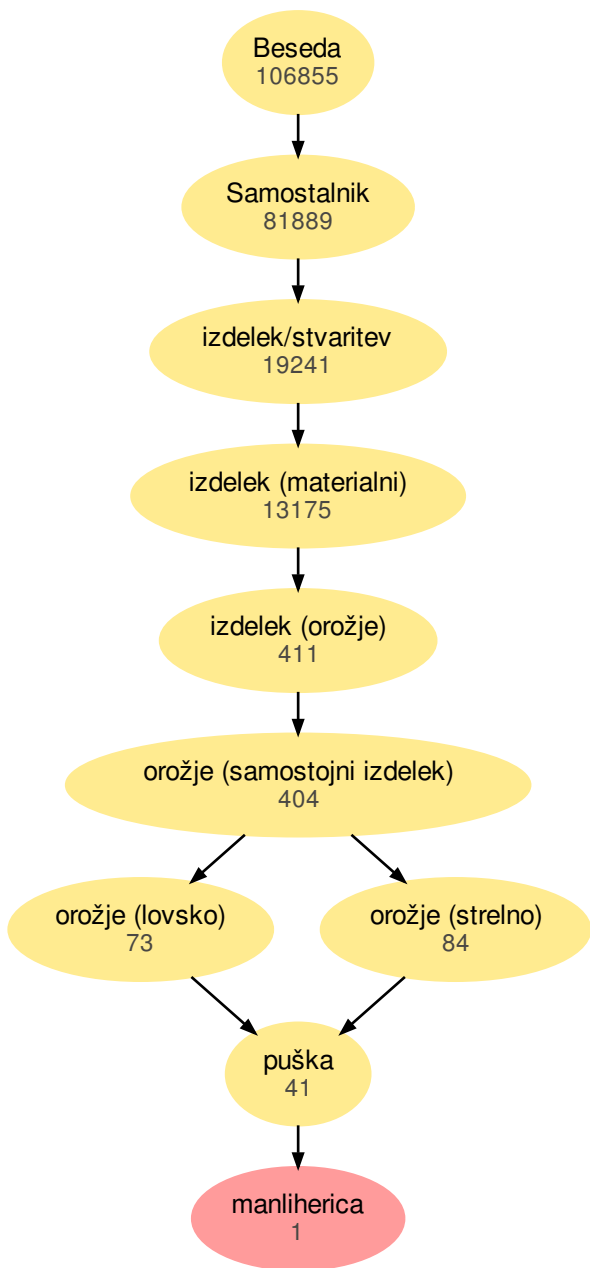 Beseda
106855
Samostalnik
81889
izdelek/stvaritev
19241
izdelek (materialni)
13175
izdelek (orožje)
411
orožje (samostojni izdelek)
404
orožje (lovsko)
73
orožje (strelno)
84
puška
41
manliherica
1